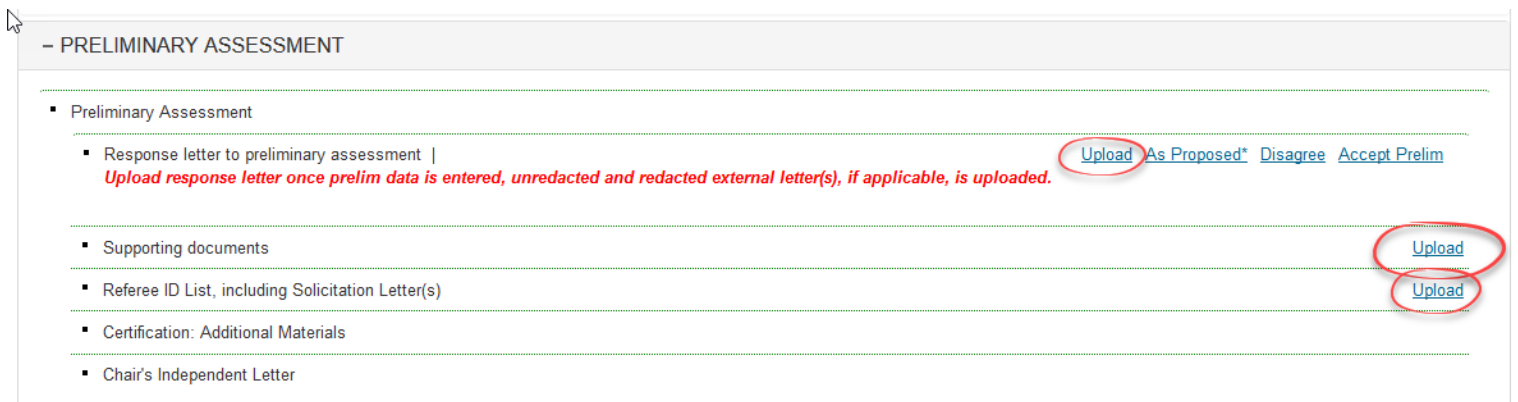 – PRELIMINARY ASSESSMENT
▪ Preliminary Assessment
▪ Response letter to preliminary assessment | Upload As Proposed* Disagree Accept Prelim
Upload response letter once prelim data is entered, unredacted and redacted external letter(s), if applicable, is uploaded.
▪ Supporting documents Upload
▪ Referee ID List, including Solicitation Letter(s) Upload
▪ Certification: Additional Materials
▪ Chair's Independent Letter